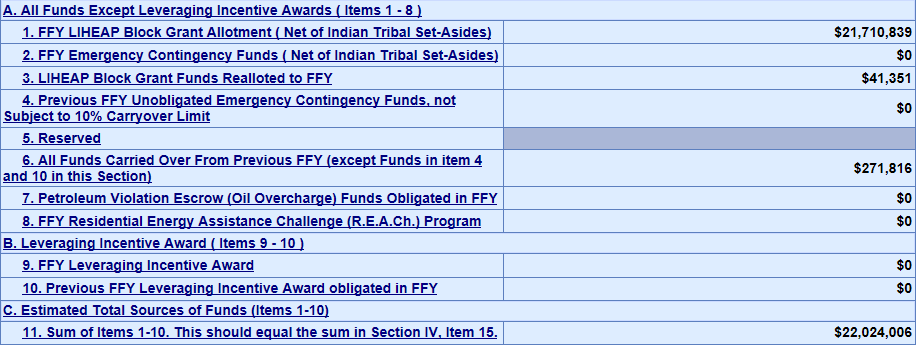 A. All Funds Except Leveraging Incentive Awards ( Items 1 - 8 )
1. FFY LIHEAP Block Grant Allotment ( Net of Indian Tribal Set-Asides) $21,710,839
2. FFY Emergency Contingency Funds ( Net of Indian Tribal Set-Asides) $0
3. LIHEAP Block Grant Funds Realloted to FFY $41,351
4. Previous FFY Unobligated Emergency Contingency Funds, not
Subject to 10% Carryover Limit $0
5. Reserved
6. All Funds Carried Over From Previous FFY (except Funds in item 4
and 10 in this Section) $271,816
7. Petroleum Violation Escrow (Oil Overcharge) Funds Obligated in FFY $0
8. FFY Residential Energy Assistance Challenge (R.E.A.Ch.) Program $0
B. Leveraging Incentive Award ( Items 9 - 10 )
9. FFY Leveraging Incentive Award $0
10. Previous FFY Leveraging Incentive Award obligated in FFY $0
C. Estimated Total Sources of Funds (Items 1-10)
11. Sum of Items 1-10. This should equal the sum in Section IV, Item 15. $22,024,006